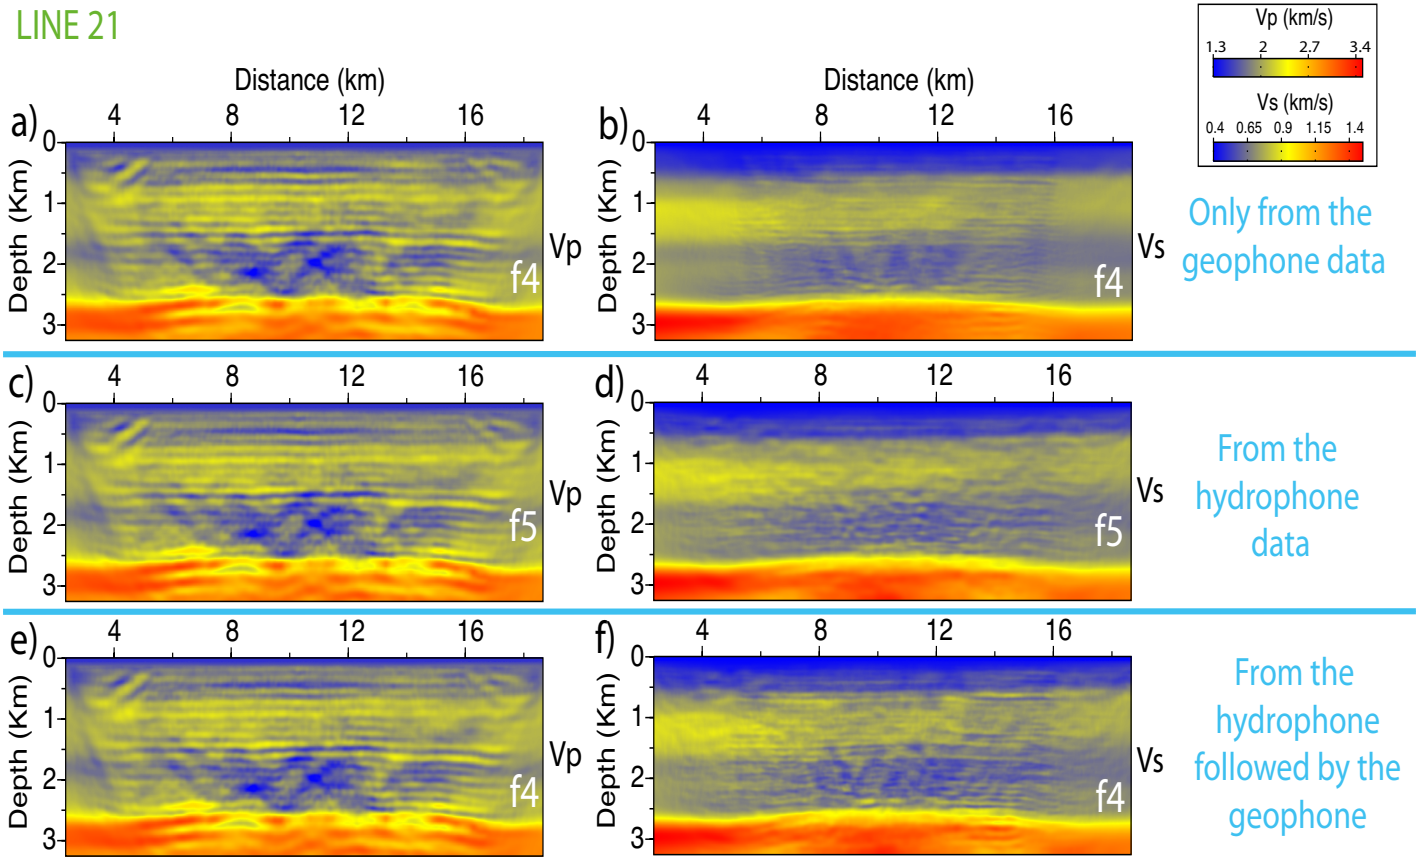 LINE 21
Vp (km/s)
1.3 2 2.7 3.4
Vs (km/s)
0.4 0.65 0.9 1.15 1.4
Distance (km)
Distance (km)
a) 4 8 12 16
b) 4 8 12 16
Depth (Km)
0
1
2
3
f4
Vp
Depth (Km)
0
1
2
3
f4
Vs
Only from the
geophone data
c) 4 8 12 16
d) 4 8 12 16
Depth (Km)
0
1
2
3
f5
Vp
Depth (Km)
0
1
2
3
f5
Vs
From the
hydrophone
data
e) 4 8 12 16
f) 4 8 12 16
Depth (Km)
0
1
2
3
f4
Vp
Depth (Km)
0
1
2
3
f4
Vs
From the
hydrophone
followed by the
geophone